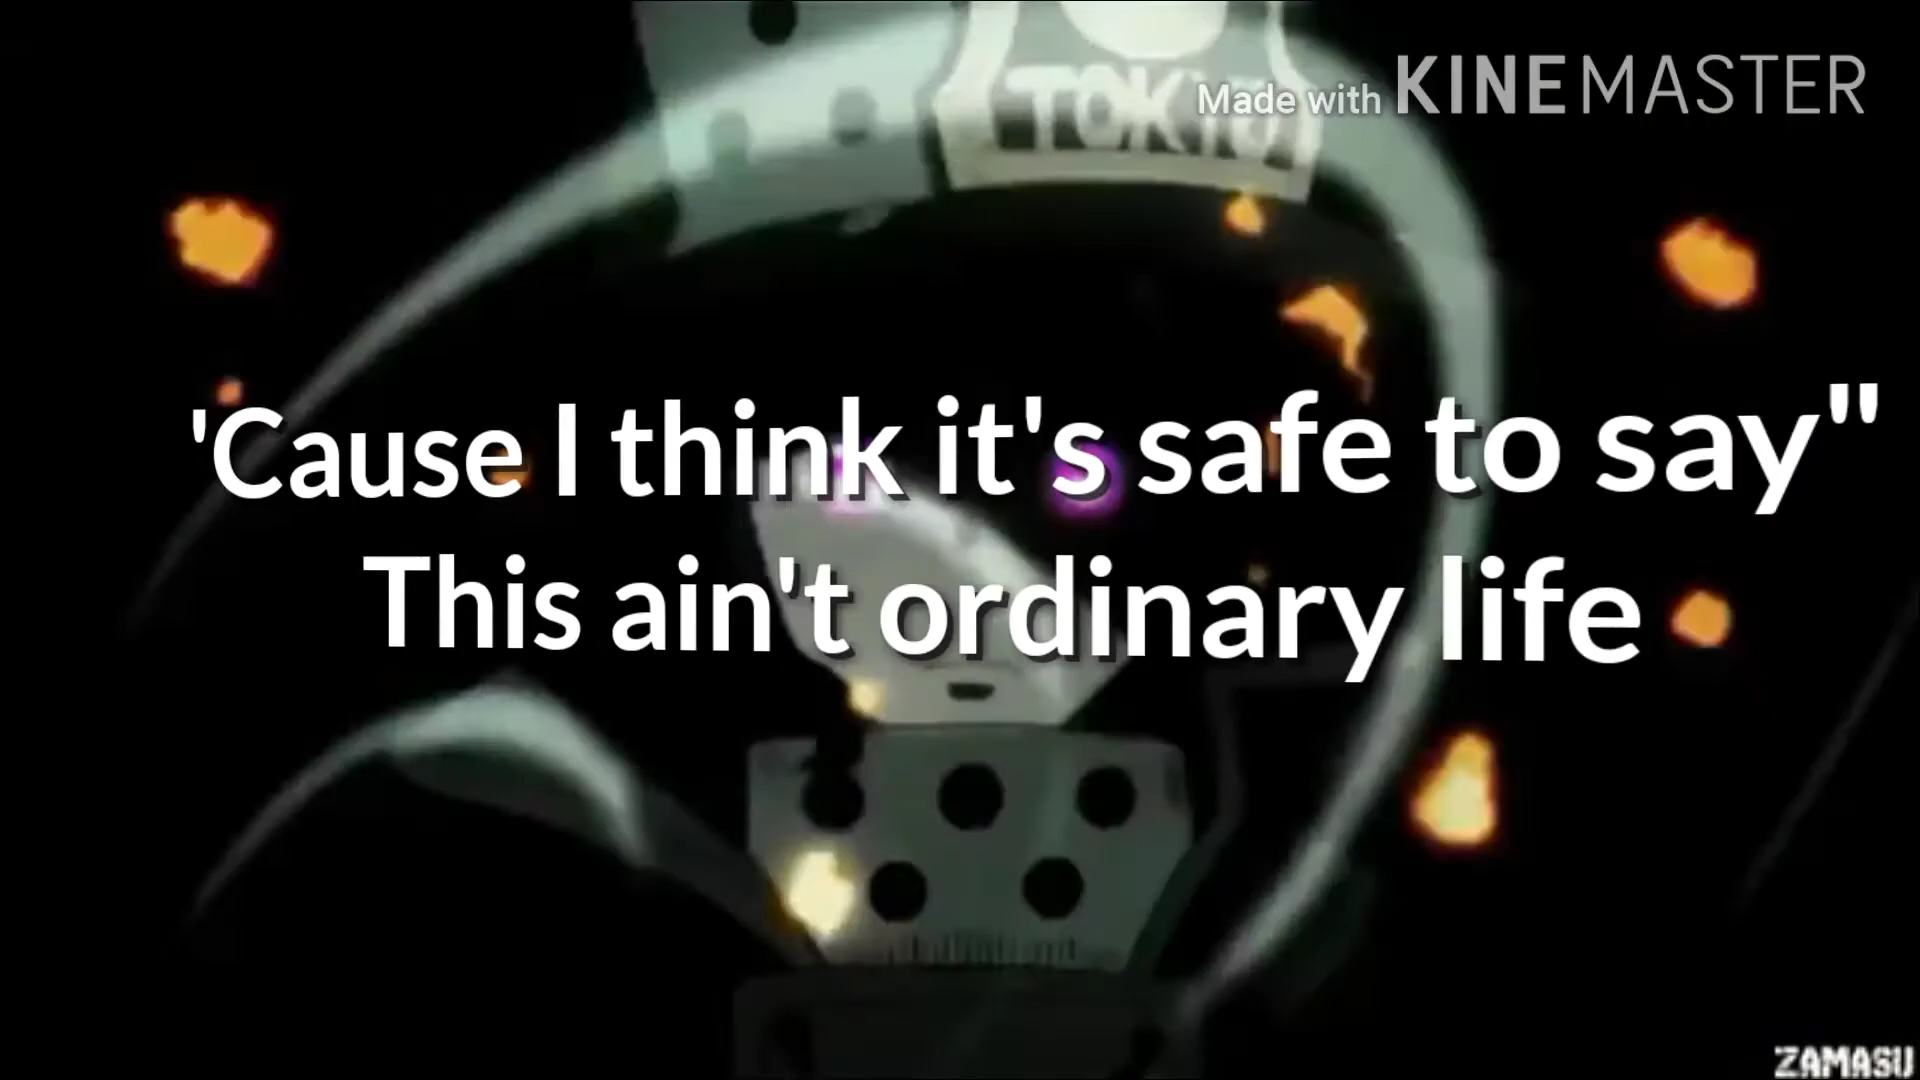 TOKYO
Made with KINEMASTER
'Cause I think it's safe to say"
This ain't ordinary life
ZAMASU